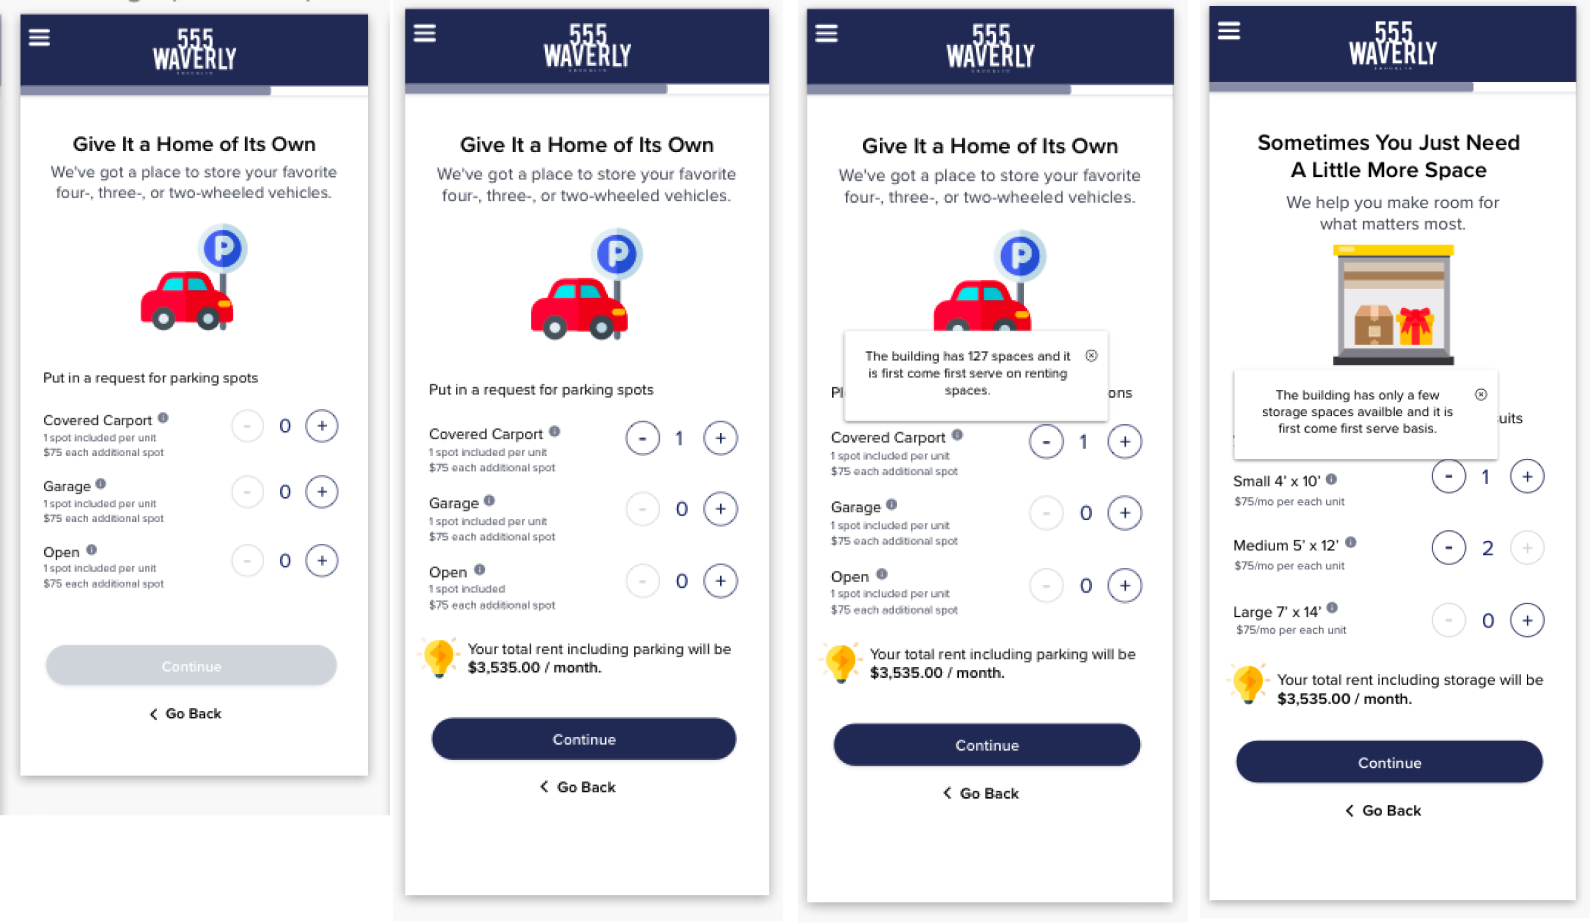 555
WAVERLY
BROOKLYN
Give It a Home of Its Own
We've got a place to store your favorite
four-, three-, or two-wheeled vehicles.
P
Put in a request for parking spots
Covered Carport
1 spot included per unit
$75 each additional spot
- 0 +
Garage
1 spot included per unit
$75 each additional spot
- 0 +
Open
1 spot included per unit
$75 each additional spot
- 0 +
Continue
< Go Back
555
WAVERLY
BROOKLYN
Give It a Home of Its Own
We've got a place to store your favorite
four-, three-, or two-wheeled vehicles.
P
Put in a request for parking spots
Covered Carport
1 spot included per unit
$75 each additional spot
- 1 +
Garage
1 spot included per unit
$75 each additional spot
- 0 +
Open
1 spot included
$75 each additional spot
- 0 +
Your total rent including parking will be
$3,535.00 / month.
Continue
< Go Back
555
WAVERLY
BROOKLYN
Give It a Home of Its Own
We've got a place to store your favorite
four-, three-, or two-wheeled vehicles.
P
The building has 127 spaces and it
is first come first serve on renting
spaces.
Covered Carport
1 spot included per unit
$75 each additional spot
- 1 +
Garage
1 spot included per unit
$75 each additional spot
- 0 +
Open
1 spot included per unit
$75 each additional spot
- 0 +
Your total rent including parking will be
$3,535.00 / month.
Continue
< Go Back
555
WAVERLY
BROOKLYN
Sometimes You Just Need
A Little More Space
We help you make room for
what matters most.
The building has only a few
storage spaces availble and it is
first come first serve basis.
Small 4' x 10'
$75/mo per each unit
- 1 +
Medium 5' x 12'
$75/mo per each unit
- 2 +
Large 7' x 14'
$75/mo per each unit
- 0 +
Your total rent including storage will be
$3,535.00 / month.
Continue
< Go Back